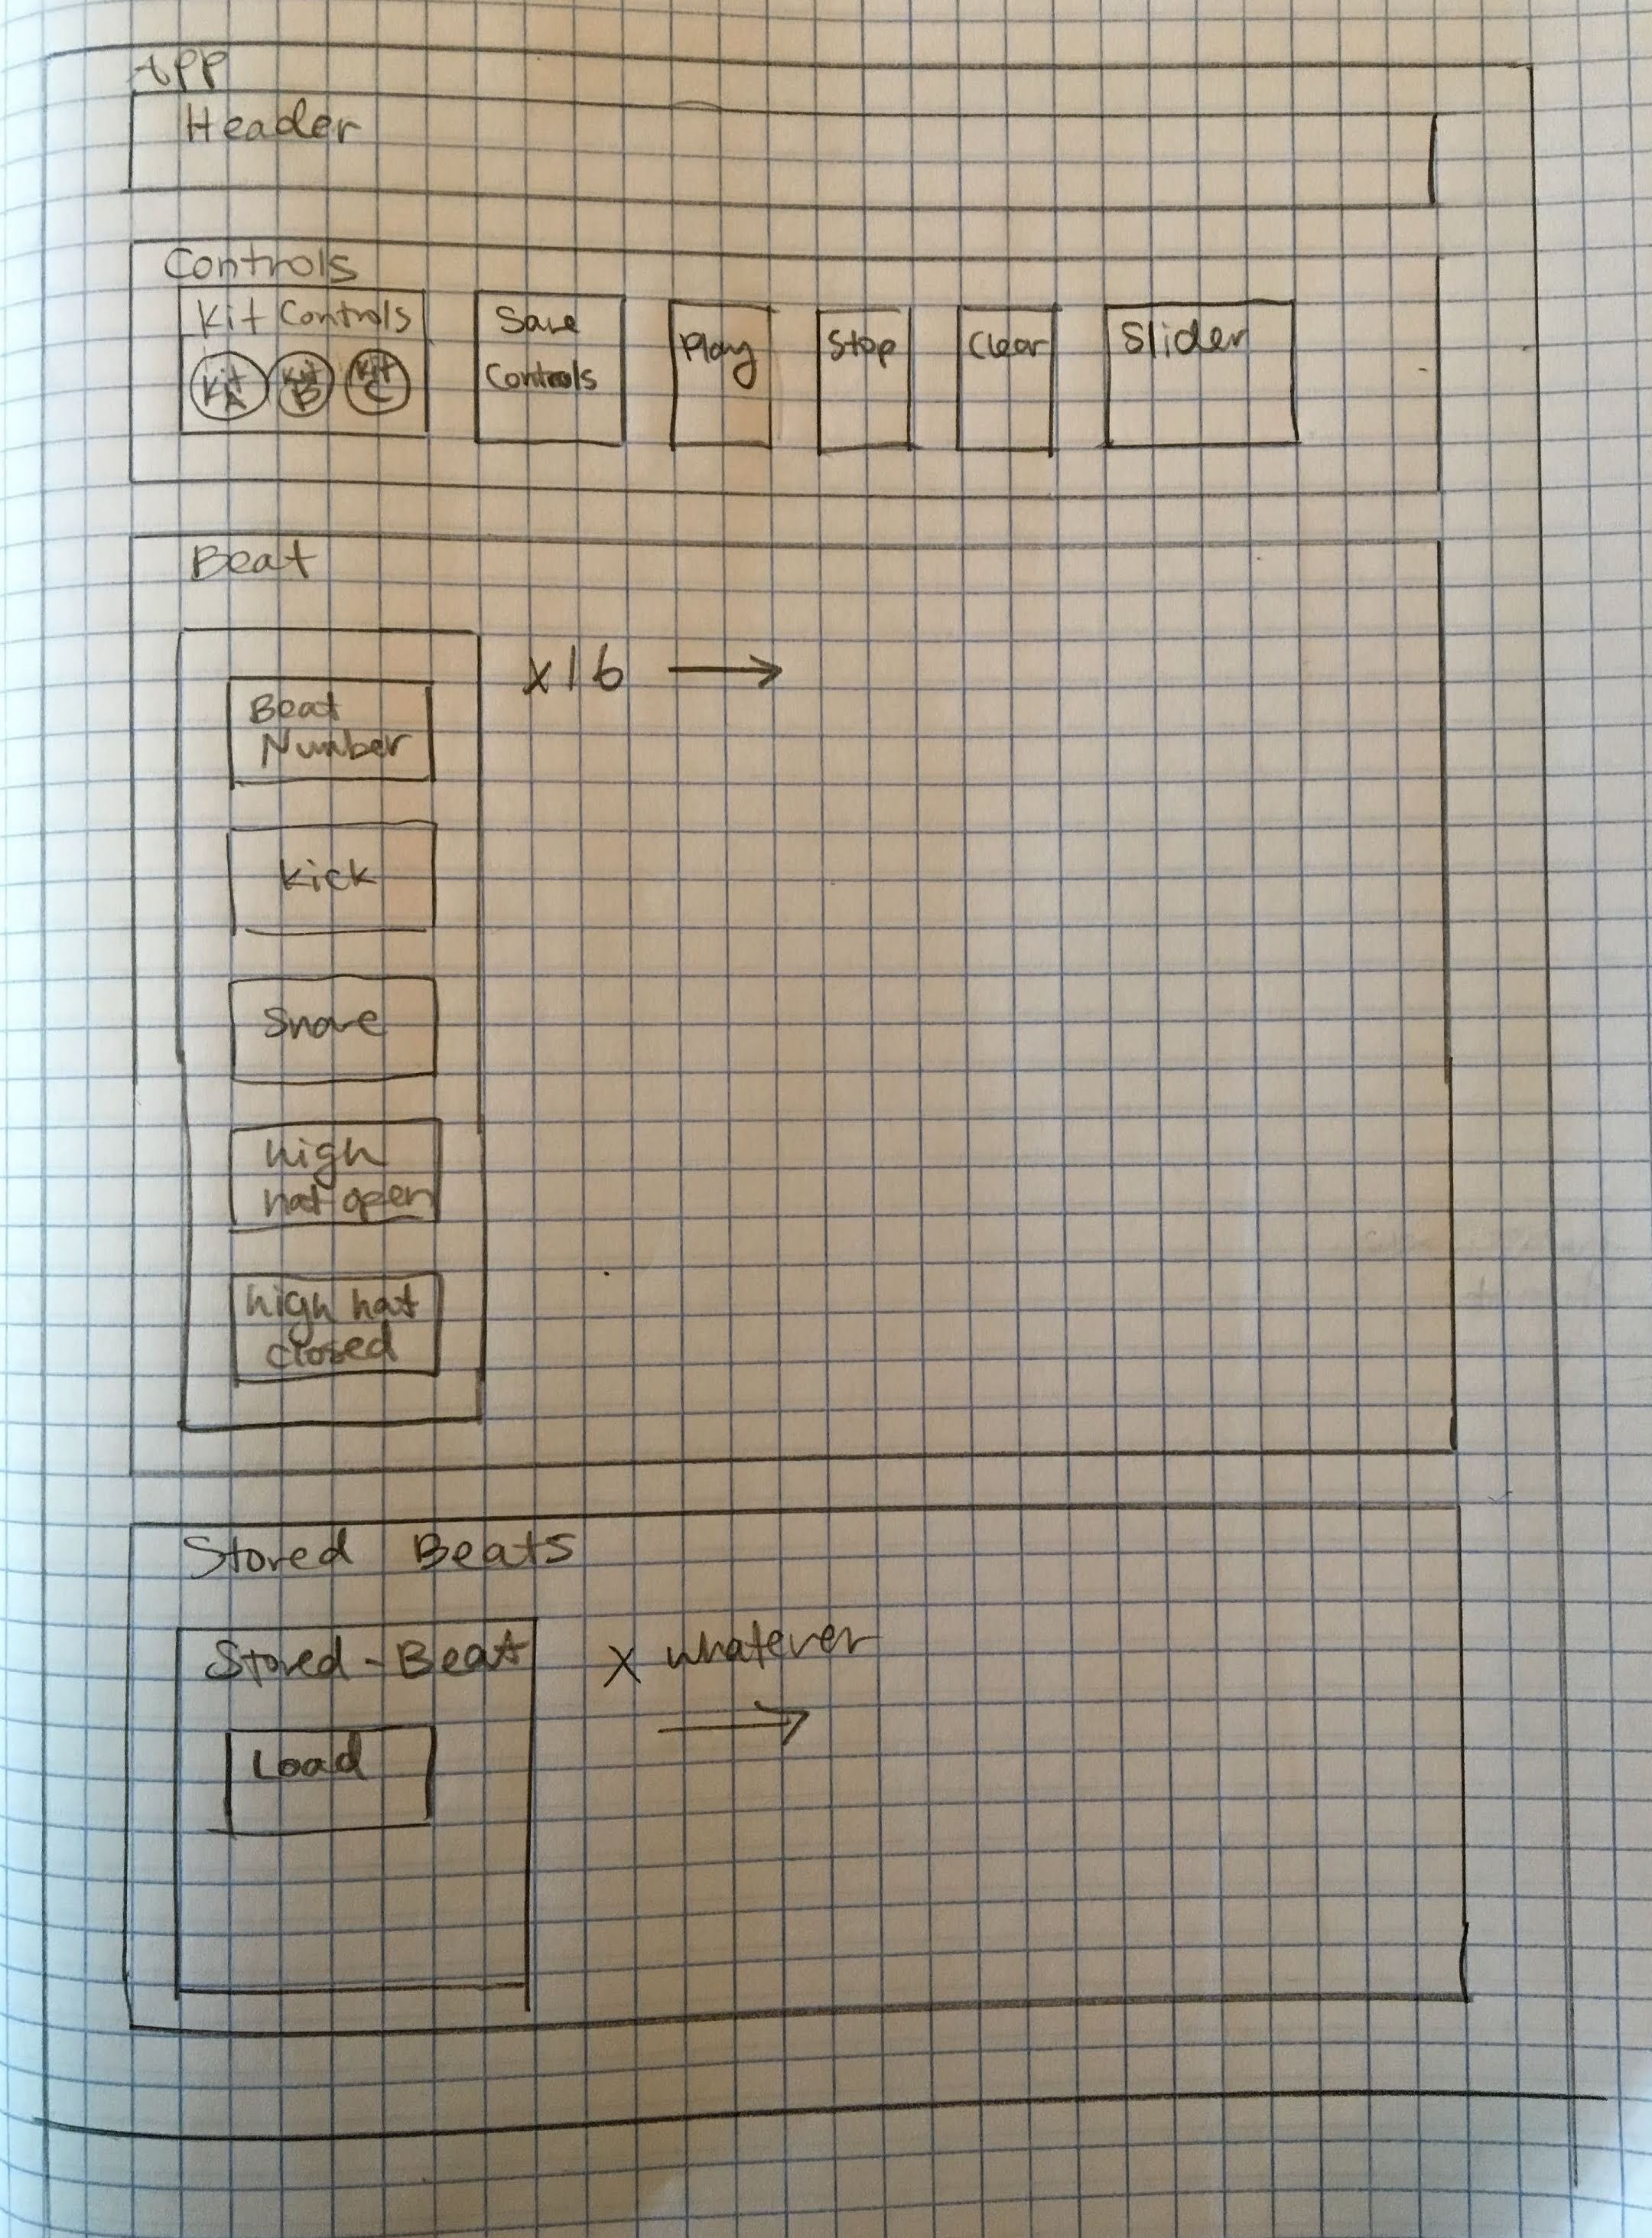 App
Header
Controls
Kit Controls
Kit
A
Kit
B
Kit
C
Save
Controls
Play
Stop
Clear
Slider
Beat
x16
Beat
Number
kick
Snare
high
hat open
high hat
closed
Stored Beats
Stored-Beat
x whatever
Load